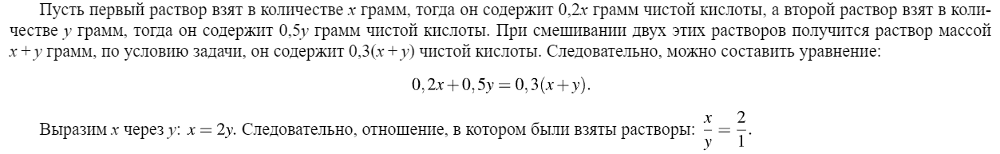 Пусть первый раствор взят в количестве x грамм, тогда он содержит 0,2x грамм чистой кислоты, а второй раствор взят в коли-
честве y грамм, тогда он содержит 0,5y грамм чистой кислоты. При смешивании двух этих растворов получится раствор массой
x + y грамм, по условию задачи, он содержит 0,3(x + y) чистой кислоты. Следовательно, можно составить уравнение:
0,2x + 0,5y = 0,3(x + y).
Выразим x через y: x = 2y. Следовательно, отношение, в котором были взяты растворы: x/y = 2/1.